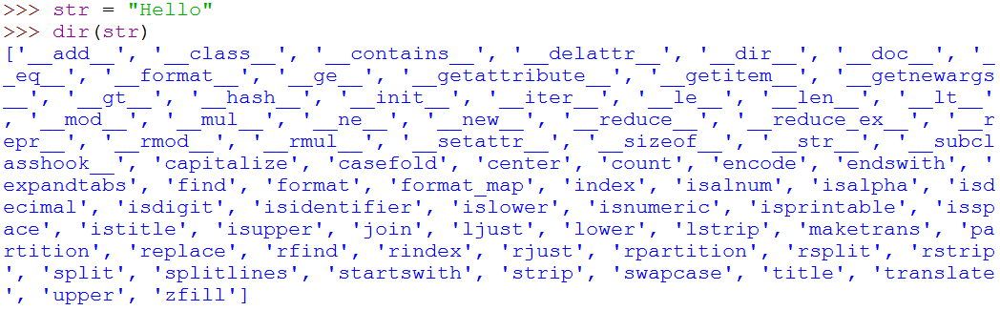 >>> str = "Hello"
>>> dir(str)
['__add__', '__class__', '__contains__', '__delattr__', '__dir__', '__doc__', '_
_eq__', '__format__', '__ge__', '__getattribute__', '__getitem__', '__getnewargs
__', '__gt__', '__hash__', '__init__', '__iter__', '__le__', '__len__', '__lt__'
, '__mod__', '__mul__', '__ne__', '__new__', '__reduce__', '__reduce_ex__', '__r
epr__', '__rmod__', '__rmul__', '__setattr__', '__sizeof__', '__str__', '__subcl
asshook__', 'capitalize', 'casefold', 'center', 'count', 'encode', 'endswith', '
expandtabs', 'find', 'format', 'format_map', 'index', 'isalnum', 'isalpha', 'isd
ecimal', 'isdigit', 'isidentifier', 'islower', 'isnumeric', 'isprintable', 'issp
ace', 'istitle', 'isupper', 'join', 'ljust', 'lower', 'lstrip', 'maketrans', 'pa
rtition', 'replace', 'rfind', 'rindex', 'rjust', 'rpartition', 'rsplit', 'rstrip
', 'split', 'splitlines', 'startswith', 'strip', 'swapcase', 'title', 'translate
', 'upper', 'zfill']